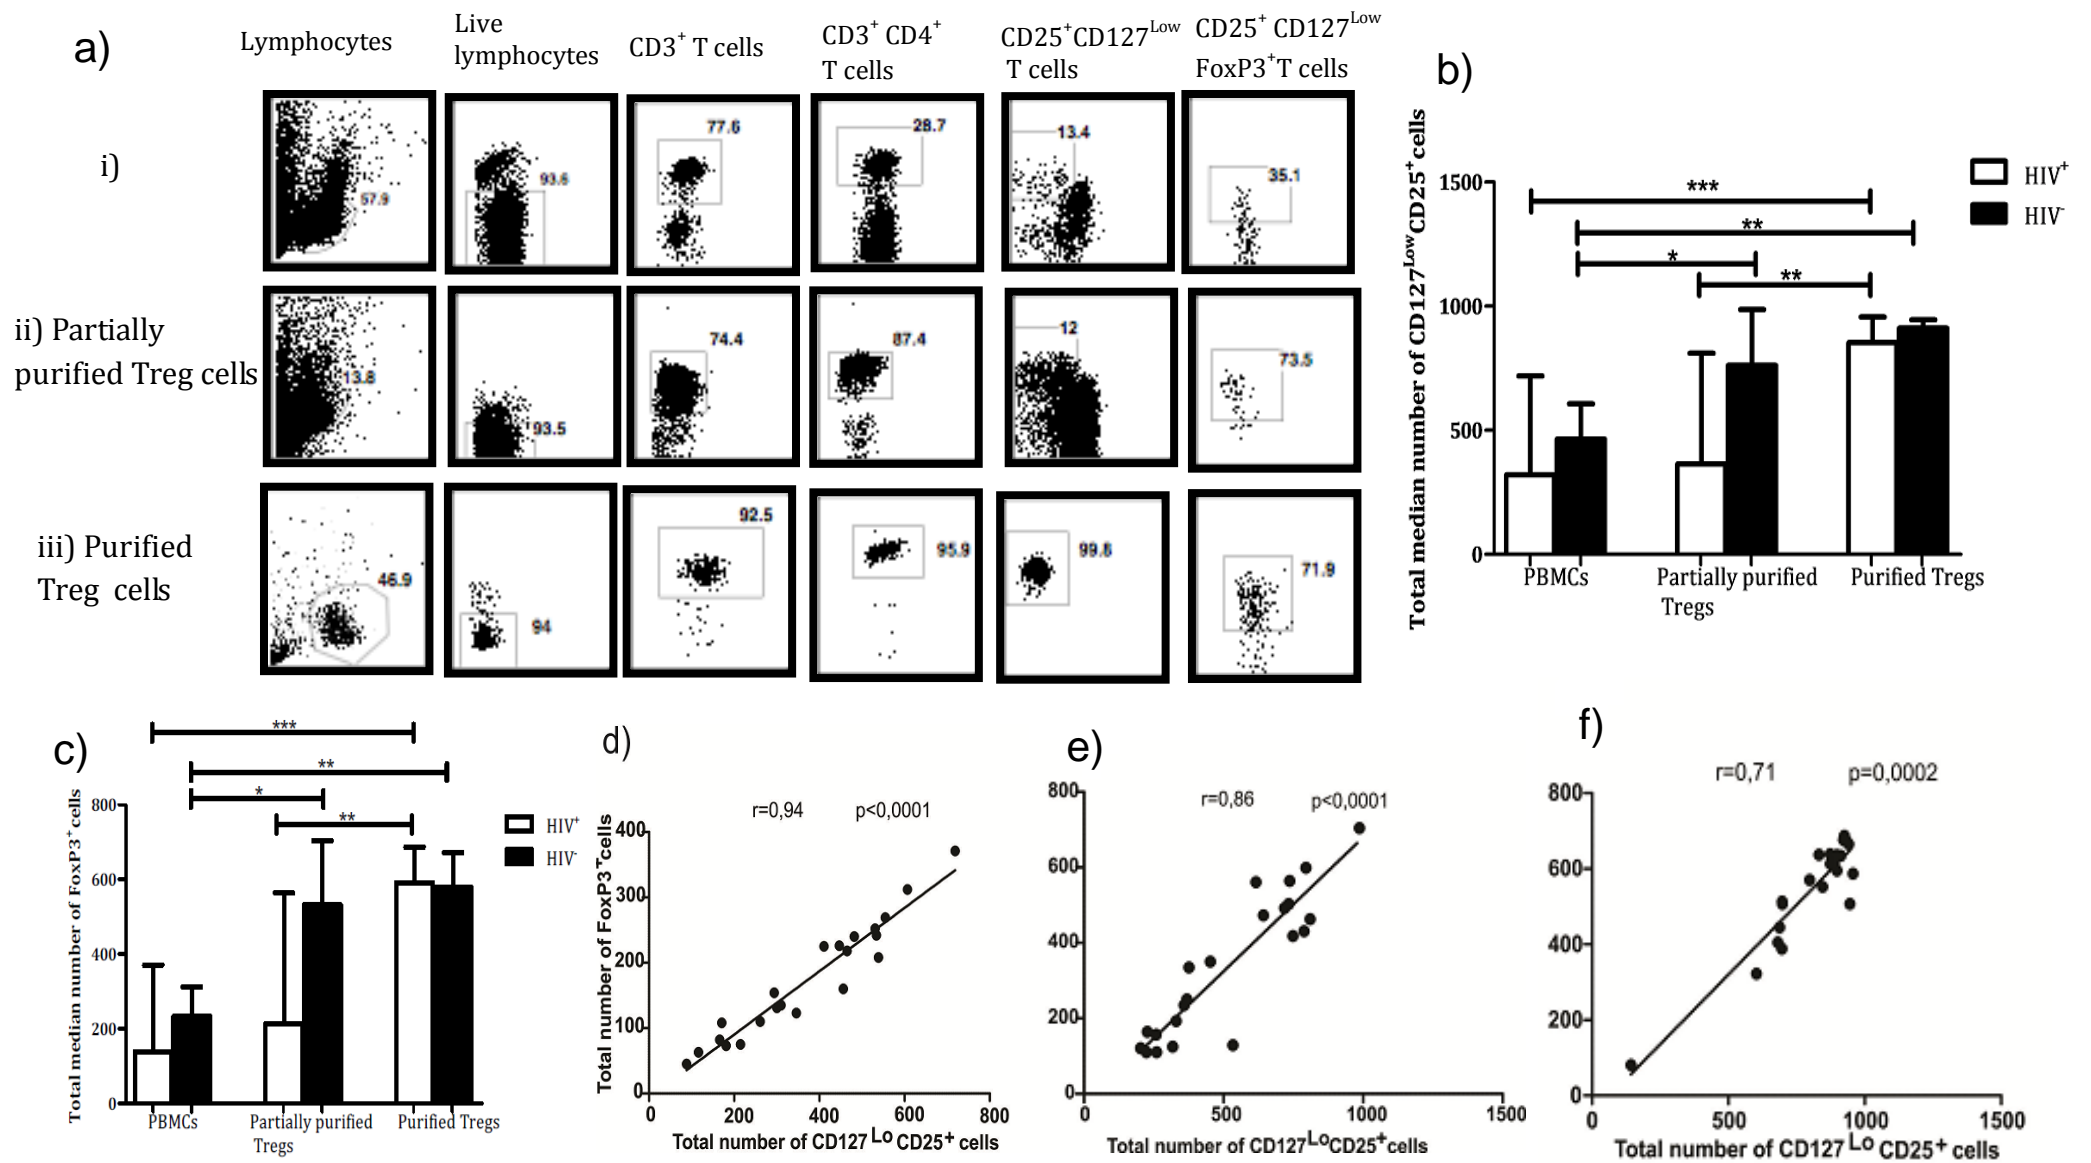 a)
Lymphocytes
Live
lymphocytes
CD3⁺ T cells
CD3⁺ CD4⁺
T cells
CD25⁺CD127ᴸᵒʷ
T cells
CD25⁺ CD127ᴸᵒʷ
FoxP3⁺T cells
i)
57.9
93.6
77.6
28.7
13.4
35.1
ii) Partially
purified Treg cells
13.8
93.5
74.4
87.4
12
73.5
iii) Purified
Treg cells
46.9
94
92.5
95.9
99.8
71.9
b)
Total median number of CD127ᴸᵒʷCD25⁺cells
1500
1000
500
0
***
**
*
**
HIV⁺
HIV⁻
PBMCs
Partially purified
Tregs
Purified Tregs
c)
Total median number of FoxP3⁺cells
800
600
400
200
0
***
**
*
**
HIV⁺
HIV⁻
PBMCs
Partially purified
Tregs
Purified Tregs
d)
r=0,94
p<0,0001
Total number of FoxP3⁺cells
400
300
200
100
0
0
200
400
600
800
Total number of CD127 ᴸᵒ CD25⁺ cells
e)
r=0,86
p<0,0001
800
600
400
200
0
0
500
1000
1500
Total number of CD127ᴸᵒCD25⁺cells
f)
r=0,71
p=0,0002
800
600
400
200
0
0
500
1000
1500
Total number of CD127 ᴸᵒ CD25⁺ cells